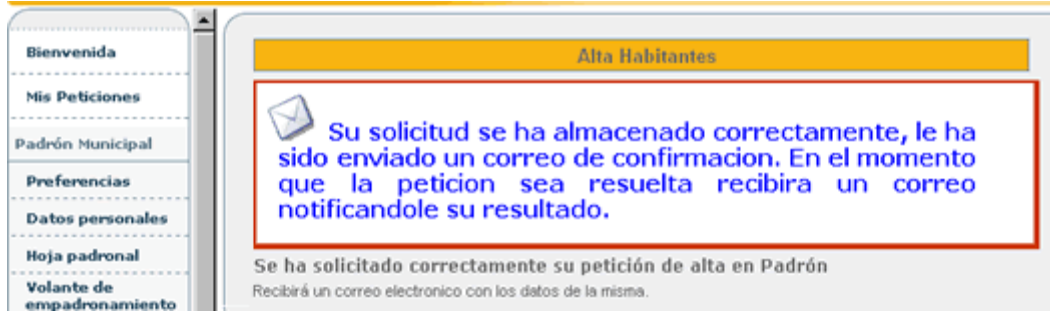 Bienvenida
Mis Peticiones
Padrón Municipal
Preferencias
Datos personales
Hoja padronal
Volante de
empadronamiento
Alta Habitantes
Su solicitud se ha almacenado correctamente, le ha
sido enviado un correo de confirmacion. En el momento
que la peticion sea resuelta recibira un correo
notificandole su resultado.
Se ha solicitado correctamente su petición de alta en Padrón
Recibirá un correo electronico con los datos de la misma.